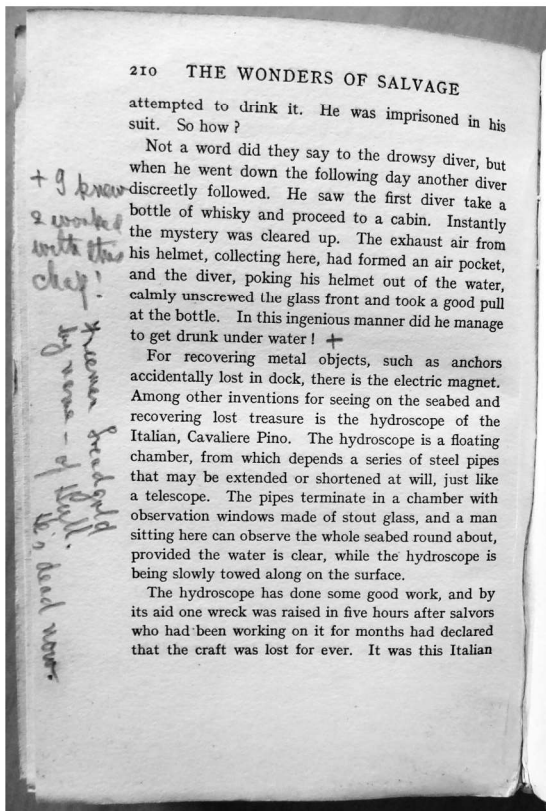 210 THE WONDERS OF SALVAGE
attempted to drink it. He was imprisoned in his
suit. So how?
Not a word did they say to the drowsy diver, but
when he went down the following day another diver
discreetly followed. He saw the first diver take a
bottle of whisky and proceed to a cabin. Instantly
the mystery was cleared up. The exhaust air from
his helmet, collecting here, had formed an air pocket,
and the diver, poking his helmet out of the water,
calmly unscrewed the glass front and took a good pull
at the bottle. In this ingenious manner did he manage
to get drunk under water! +
For recovering metal objects, such as anchors
accidentally lost in dock, there is the electric magnet.
Among other inventions for seeing on the seabed and
recovering lost treasure is the hydroscope of the
Italian, Cavaliere Pino. The hydroscope is a floating
chamber, from which depends a series of steel pipes
that may be extended or shortened at will, just like
a telescope. The pipes terminate in a chamber with
observation windows made of stout glass, and a man
sitting here can observe the whole seabed round about,
provided the water is clear, while the hydroscope is
being slowly towed along on the surface.
The hydroscope has done some good work, and by
its aid one wreck was raised in five hours after salvors
who had been working on it for months had declared
that the craft was lost for ever. It was this Italian
+ I knew
& worked
with this
chap!
Freeman Treadgold
by name - of Hull.
He's dead now.